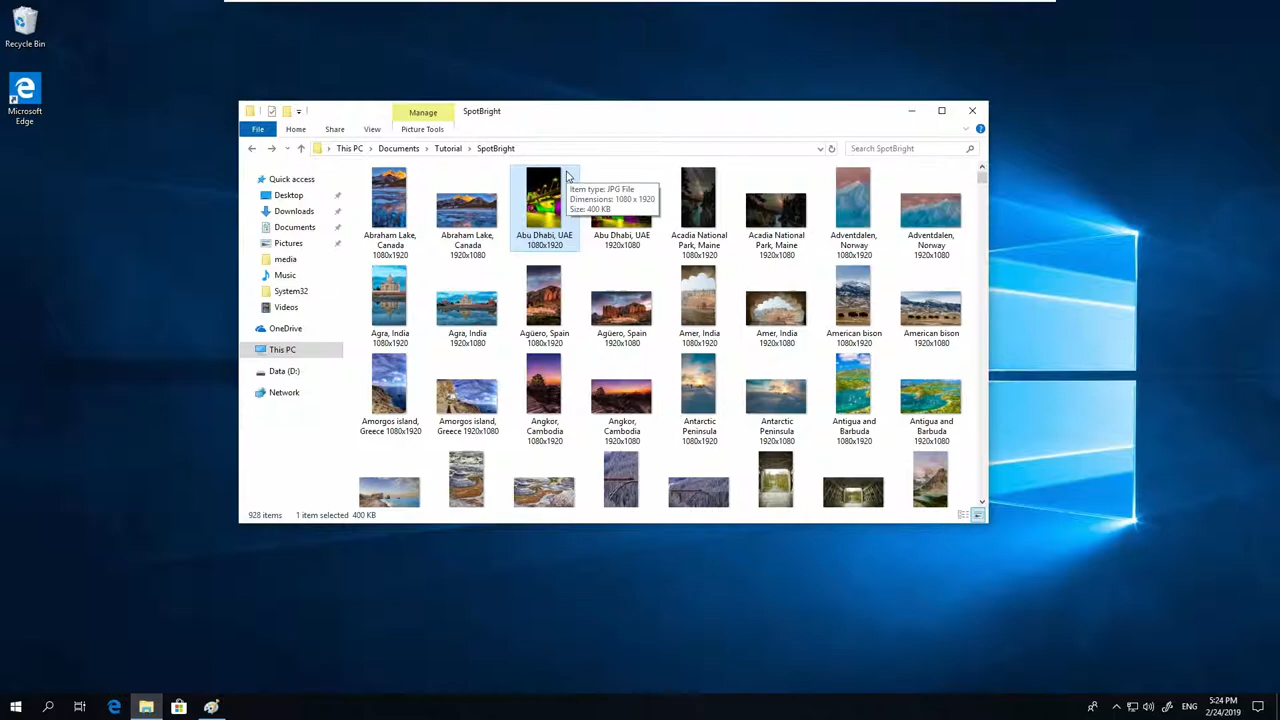 Recycle Bin
Microsoft
Edge
Manage
SpotBright
File
Home
Share
View
Picture Tools
This PC
Documents
Tutorial
SpotBright
Search SpotBright
Quick access
Desktop
Downloads
Documents
Pictures
media
Music
System32
Videos
OneDrive
This PC
Data (D:)
Network
Item type: JPG File
Dimensions: 1080 x 1920
Size: 400 KB
Abraham Lake,
Canada
1080x1920
Abraham Lake,
Canada
1920x1080
Abu Dhabi, UAE
1080x1920
Abu Dhabi, UAE
1920x1080
Acadia National
Park, Maine
1080x1920
Acadia National
Park, Maine
1920x1080
Adventdalen,
Norway
1080x1920
Adventdalen,
Norway
1920x1080
Agra, India
1080x1920
Agra, India
1920x1080
Agüero, Spain
1080x1920
Agüero, Spain
1920x1080
Amer, India
1080x1920
Amer, India
1920x1080
American bison
1080x1920
American bison
1920x1080
Amorgos island,
Greece 1080x1920
Amorgos island,
Greece 1920x1080
Angkor,
Cambodia
1080x1920
Angkor,
Cambodia
1920x1080
Antarctic
Peninsula
1080x1920
Antarctic
Peninsula
1920x1080
Antigua and
Barbuda
1080x1920
Antigua and
Barbuda
1920x1080
928 items
1 item selected 400 KB
ENG
5:24 PM
2/24/2019